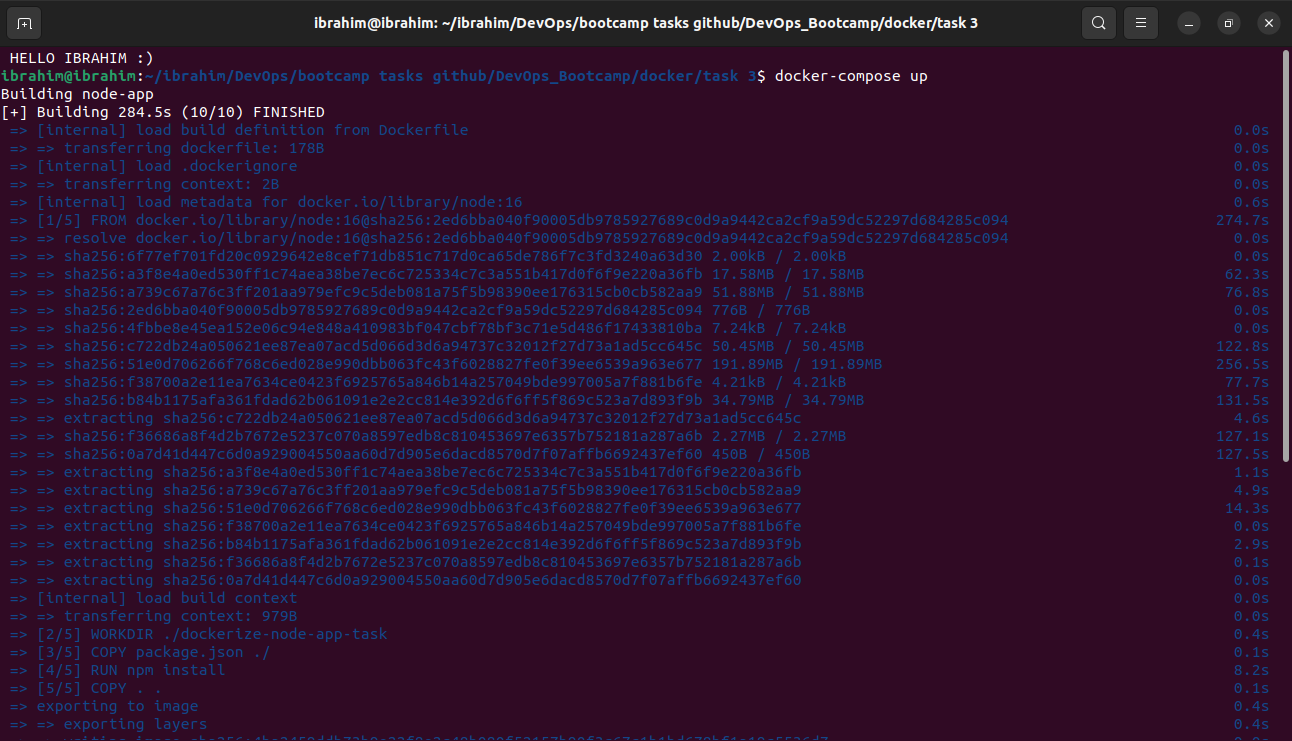 ibrahim@ibrahim: ~/ibrahim/DevOps/bootcamp tasks github/DevOps_Bootcamp/docker/task 3
HELLO IBRAHIM :)
ibrahim@ibrahim:~/ibrahim/DevOps/bootcamp tasks github/DevOps_Bootcamp/docker/task 3$ docker-compose up
Building node-app
[+] Building 284.5s (10/10) FINISHED
=> [internal] load build definition from Dockerfile 0.0s
=> => transferring dockerfile: 178B 0.0s
=> [internal] load .dockerignore 0.0s
=> => transferring context: 2B 0.0s
=> [internal] load metadata for docker.io/library/node:16 0.6s
=> [1/5] FROM docker.io/library/node:16@sha256:2ed6bba040f90005db9785927689c0d9a9442ca2cf9a59dc52297d684285c094 274.7s
=> => resolve docker.io/library/node:16@sha256:2ed6bba040f90005db9785927689c0d9a9442ca2cf9a59dc52297d684285c094 0.0s
=> => sha256:6f77ef701fd20c0929642e8cef71db851c717d0ca65de786f7c3fd3240a63d30 2.00kB / 2.00kB 0.0s
=> => sha256:a3f8e4a0ed530ff1c74aea38be7ec6c725334c7c3a551b417d0f6f9e220a36fb 17.58MB / 17.58MB 62.3s
=> => sha256:a739c67a76c3ff201aa979efc9c5deb081a75f5b98390ee176315cb0cb582aa9 51.88MB / 51.88MB 76.8s
=> => sha256:2ed6bba040f90005db9785927689c0d9a9442ca2cf9a59dc52297d684285c094 776B / 776B 0.0s
=> => sha256:4fbbe8e45ea152e06c94e848a410983bf047cbf78bf3c71e5d486f17433810ba 7.24kB / 7.24kB 0.0s
=> => sha256:c722db24a050621ee87ea07acd5d066d3d6a94737c32012f27d73a1ad5cc645c 50.45MB / 50.45MB 122.8s
=> => sha256:51e0d706266f768c6ed028e990dbb063fc43f6028827fe0f39ee6539a963e677 191.89MB / 191.89MB 256.5s
=> => sha256:f38700a2e11ea7634ce0423f6925765a846b14a257049bde997005a7f881b6fe 4.21kB / 4.21kB 77.7s
=> => sha256:b84b1175afa361fdad62b061091e2e2cc814e392d6f6ff5f869c523a7d893f9b 34.79MB / 34.79MB 131.5s
=> => extracting sha256:c722db24a050621ee87ea07acd5d066d3d6a94737c32012f27d73a1ad5cc645c 4.6s
=> => sha256:f36686a8f4d2b7672e5237c070a8597edb8c810453697e6357b752181a287a6b 2.27MB / 2.27MB 127.1s
=> => sha256:0a7d41d447c6d0a929004550aa60d7d905e6dacd8570d7f07affb6692437ef60 450B / 450B 127.5s
=> => extracting sha256:a3f8e4a0ed530ff1c74aea38be7ec6c725334c7c3a551b417d0f6f9e220a36fb 1.1s
=> => extracting sha256:a739c67a76c3ff201aa979efc9c5deb081a75f5b98390ee176315cb0cb582aa9 4.9s
=> => extracting sha256:51e0d706266f768c6ed028e990dbb063fc43f6028827fe0f39ee6539a963e677 14.3s
=> => extracting sha256:f38700a2e11ea7634ce0423f6925765a846b14a257049bde997005a7f881b6fe 0.0s
=> => extracting sha256:b84b1175afa361fdad62b061091e2e2cc814e392d6f6ff5f869c523a7d893f9b 2.9s
=> => extracting sha256:f36686a8f4d2b7672e5237c070a8597edb8c810453697e6357b752181a287a6b 0.1s
=> => extracting sha256:0a7d41d447c6d0a929004550aa60d7d905e6dacd8570d7f07affb6692437ef60 0.0s
=> [internal] load build context 0.0s
=> => transferring context: 979B 0.0s
=> [2/5] WORKDIR ./dockerize-node-app-task 0.4s
=> [3/5] COPY package.json ./ 0.1s
=> [4/5] RUN npm install 8.2s
=> [5/5] COPY . . 0.1s
=> exporting to image 0.4s
=> => exporting layers 0.4s